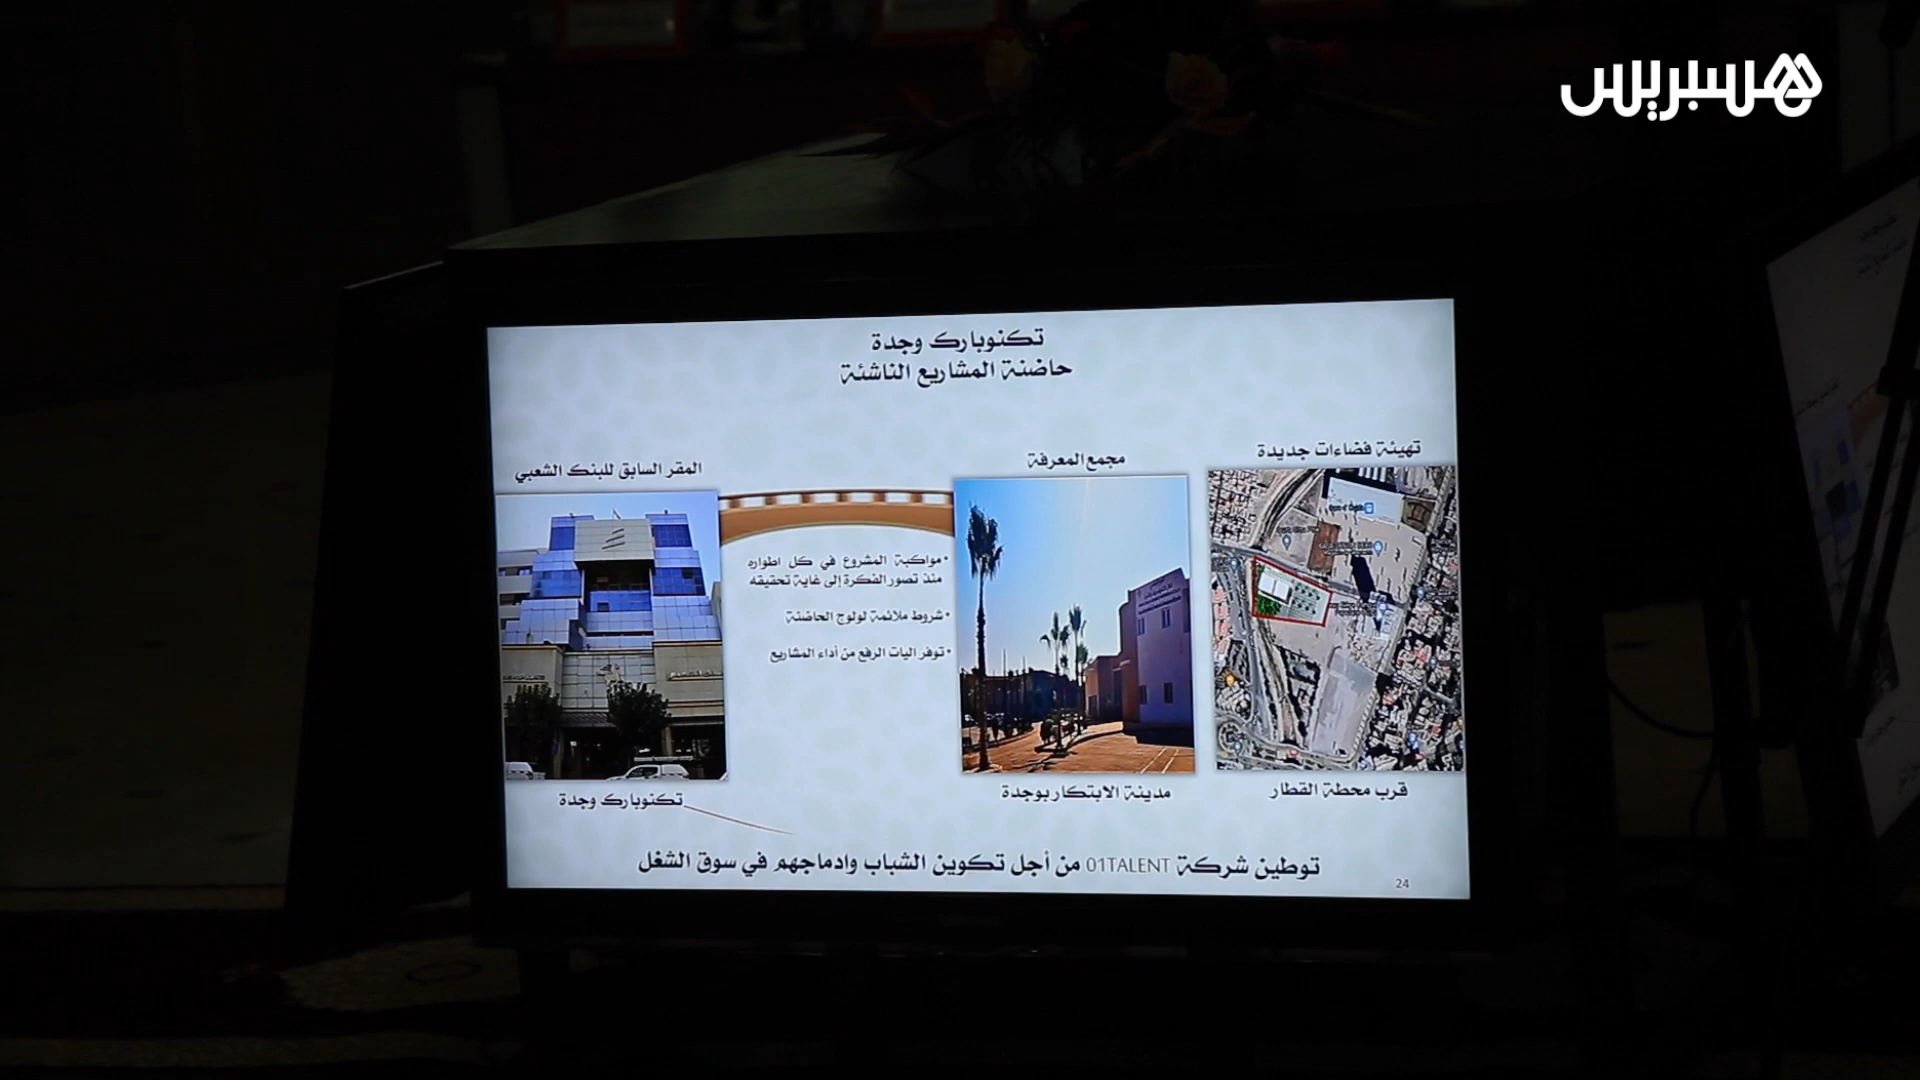 هسبريس
تكنوبارك وجدة
حاضنة المشاريع الناشئة
تهيئة فضاءات جديدة
مجمع المعرفة
المقر السابق للبنك الشعبي
•مواكبة المشروع في كل اطواره
منذ تصور الفكرة إلى غاية تحقيقه
•شروط ملائمة لولوج الحاضنة
•توفر اليات الرفع من أداء المشاريع
قرب محطة القطار
مدينة الابتكار بوجدة
تكنوبارك وجدة
توطين شركة 01TALENT من أجل تكوين الشباب وادماجهم في سوق الشغل
24